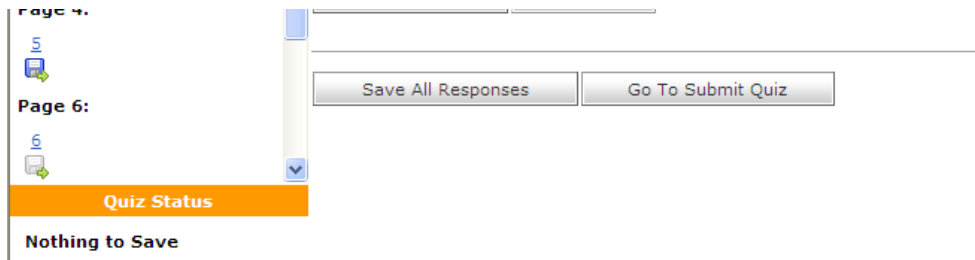 Page 4:
5
Page 6:
6
Quiz Status
Nothing to Save
Save All Responses
Go To Submit Quiz